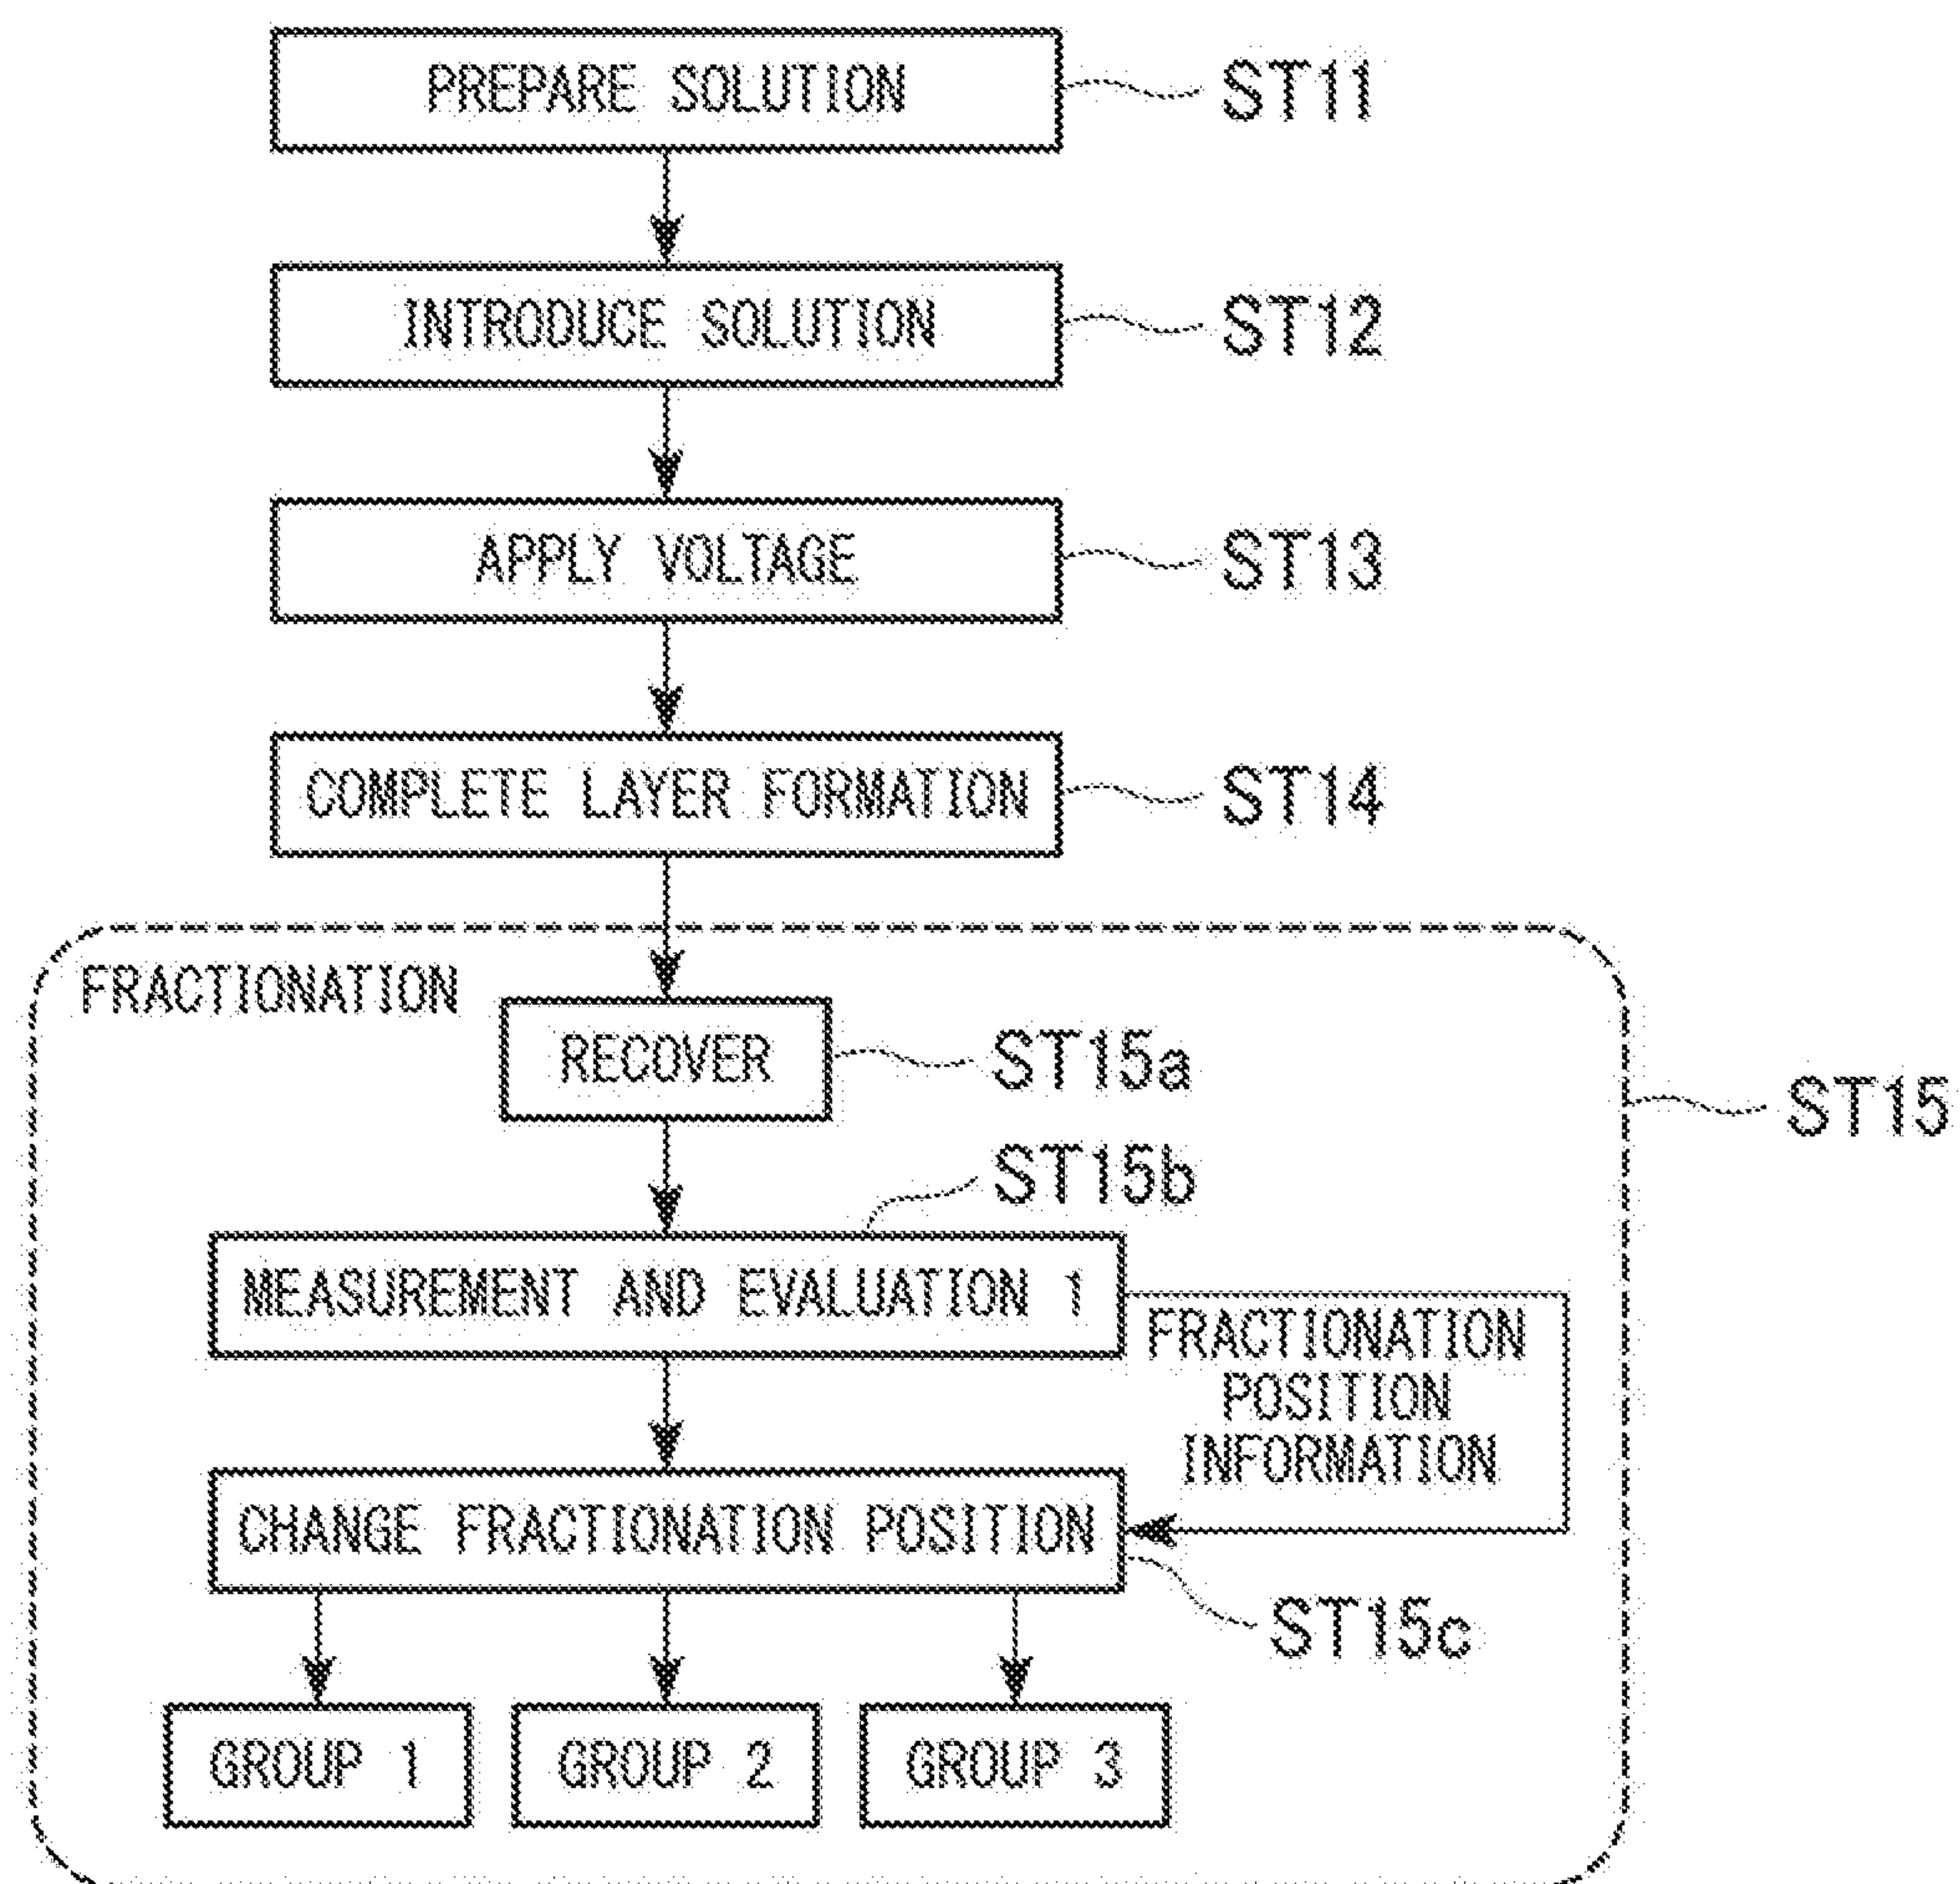 PREPARE SOLUTION
ST11
INTRODUCE SOLUTION
ST12
APPLY VOLTAGE
ST13
COMPLETE LAYER FORMATION
ST14
FRACTIONATION
RECOVER
ST15a
ST15
ST15b
MEASUREMENT AND EVALUATION 1
FRACTIONATION
POSITION
INFORMATION
CHANGE FRACTIONATION POSITION
ST15c
GROUP 1
GROUP 2
GROUP 3